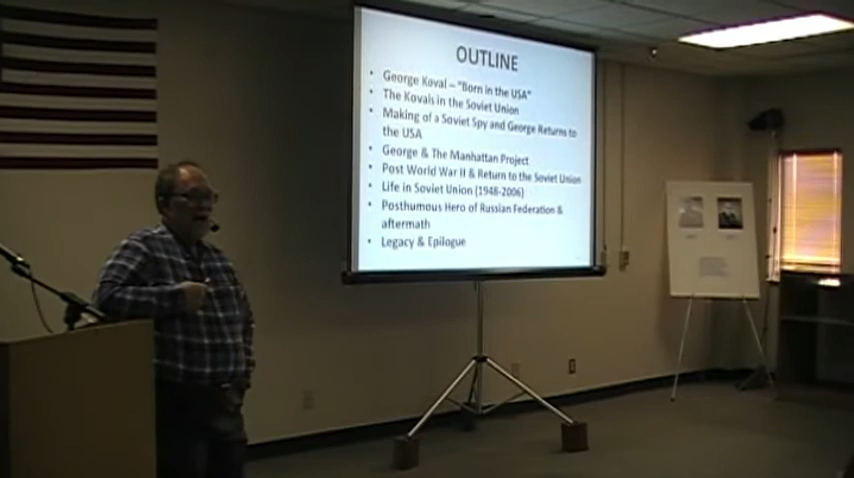 OUTLINE
• George Koval – "Born in the USA"
• The Kovals in the Soviet Union
• Making of a Soviet Spy and George Returns to
the USA
• George & The Manhattan Project
• Post World War II & Return to the Soviet Union
• Life in Soviet Union (1948-2006)
• Posthumous Hero of Russian Federation &
aftermath
• Legacy & Epilogue